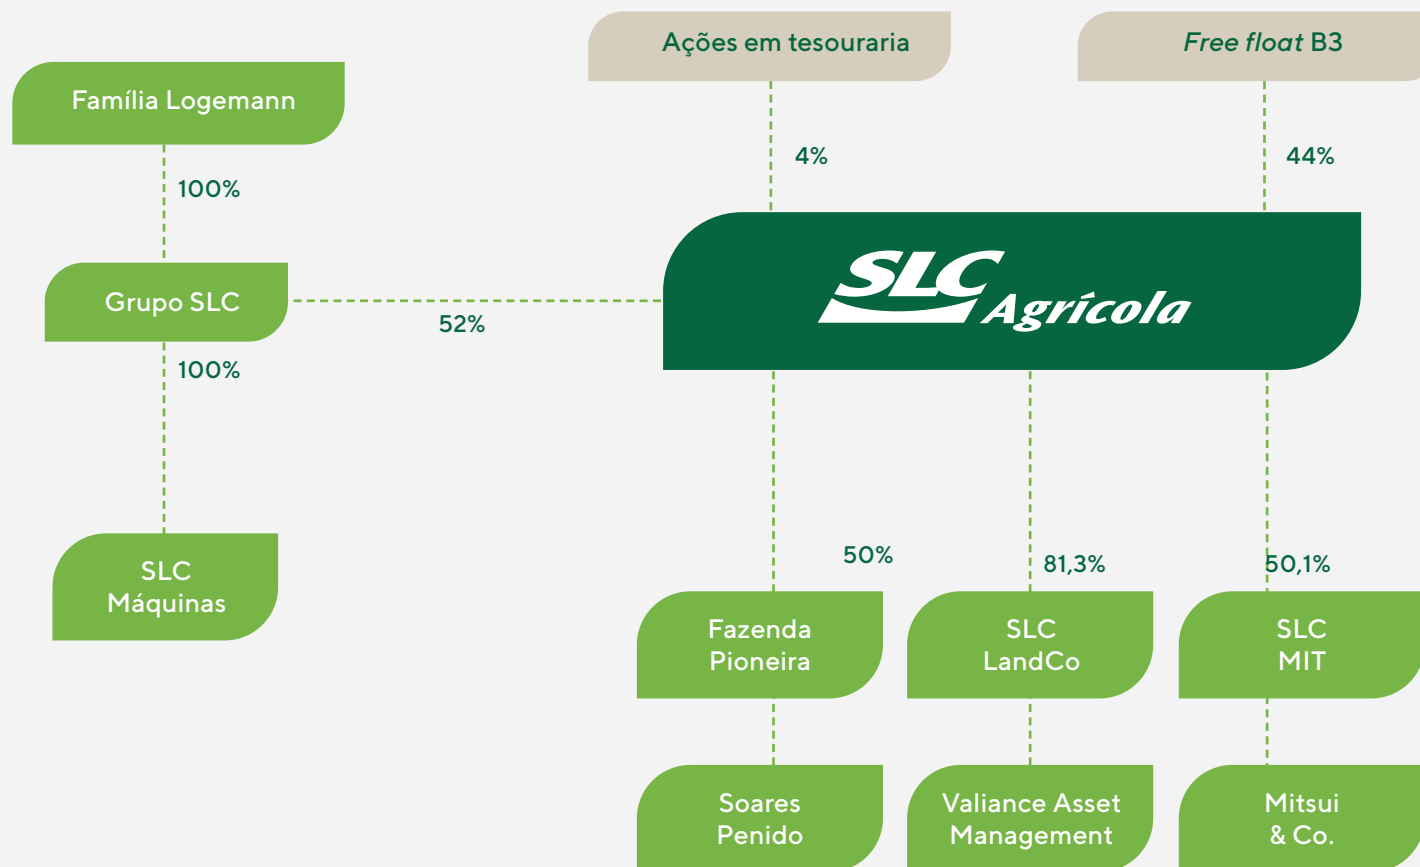 Ações em tesouraria
Free float B3
Família Logemann
4%
44%
100%
SLC
Agrícola
Grupo SLC
52%
100%
50%
81,3%
50,1%
SLC
Máquinas
Fazenda
Pioneira
SLC
LandCo
SLC
MIT
Soares
Penido
Valiance Asset
Management
Mitsui
& Co.